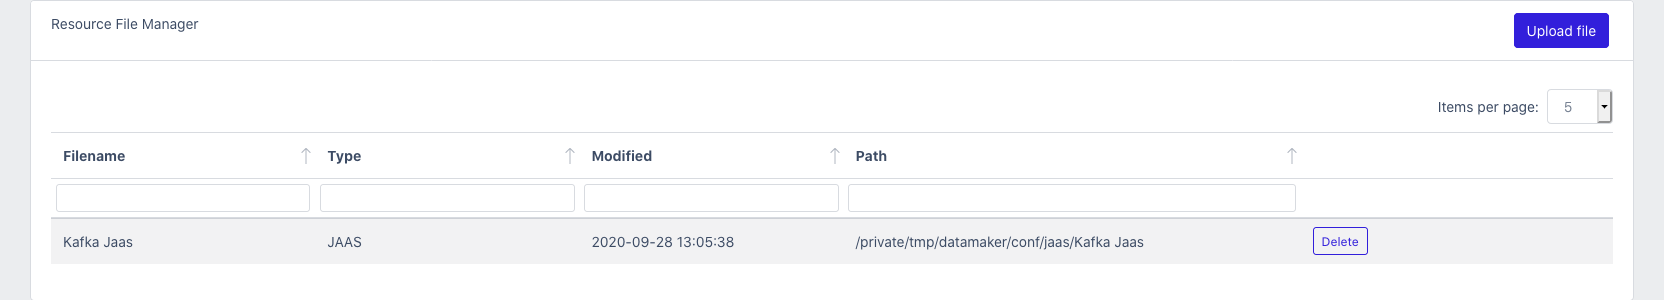 Resource File Manager
Upload file
Items per page: 5
Filename Type Modified Path
Kafka Jaas JAAS 2020-09-28 13:05:38 /private/tmp/datamaker/conf/jaas/Kafka Jaas Delete